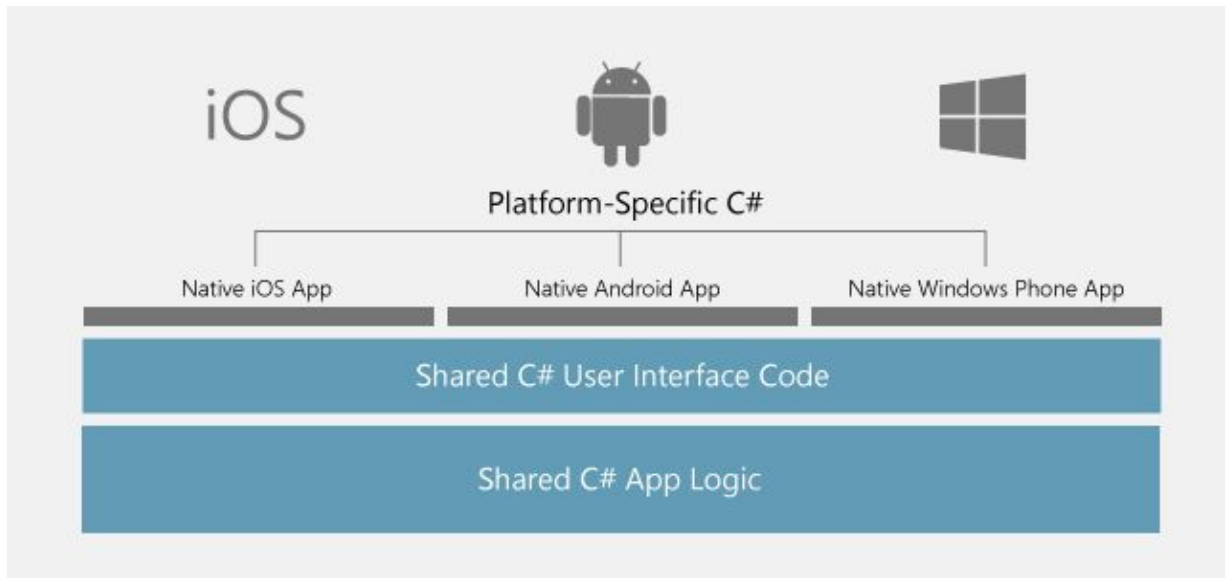 iOS
Platform-Specific C#
Native iOS App
Native Android App
Native Windows Phone App
Shared C# User Interface Code
Shared C# App Logic